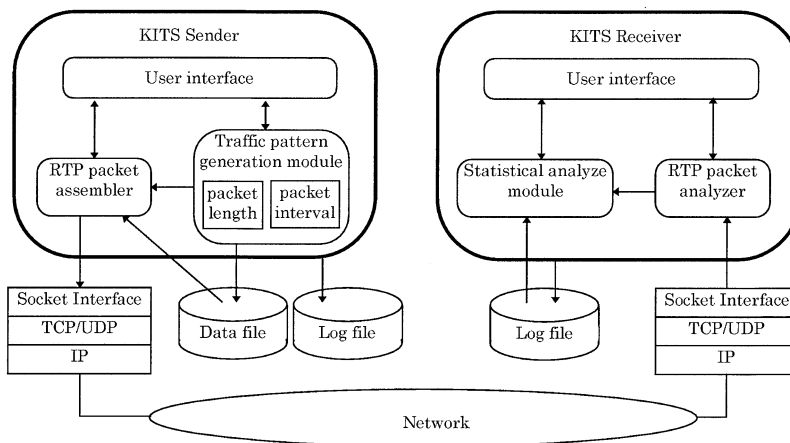 KITS Sender
User interface
Traffic pattern
generation module
packet
length
packet
interval
RTP packet
assembler
Socket Interface
TCP/UDP
IP
Data file
Log file
KITS Receiver
User interface
Statistical analyze
module
RTP packet
analyzer
Log file
Socket Interface
TCP/UDP
IP
Network